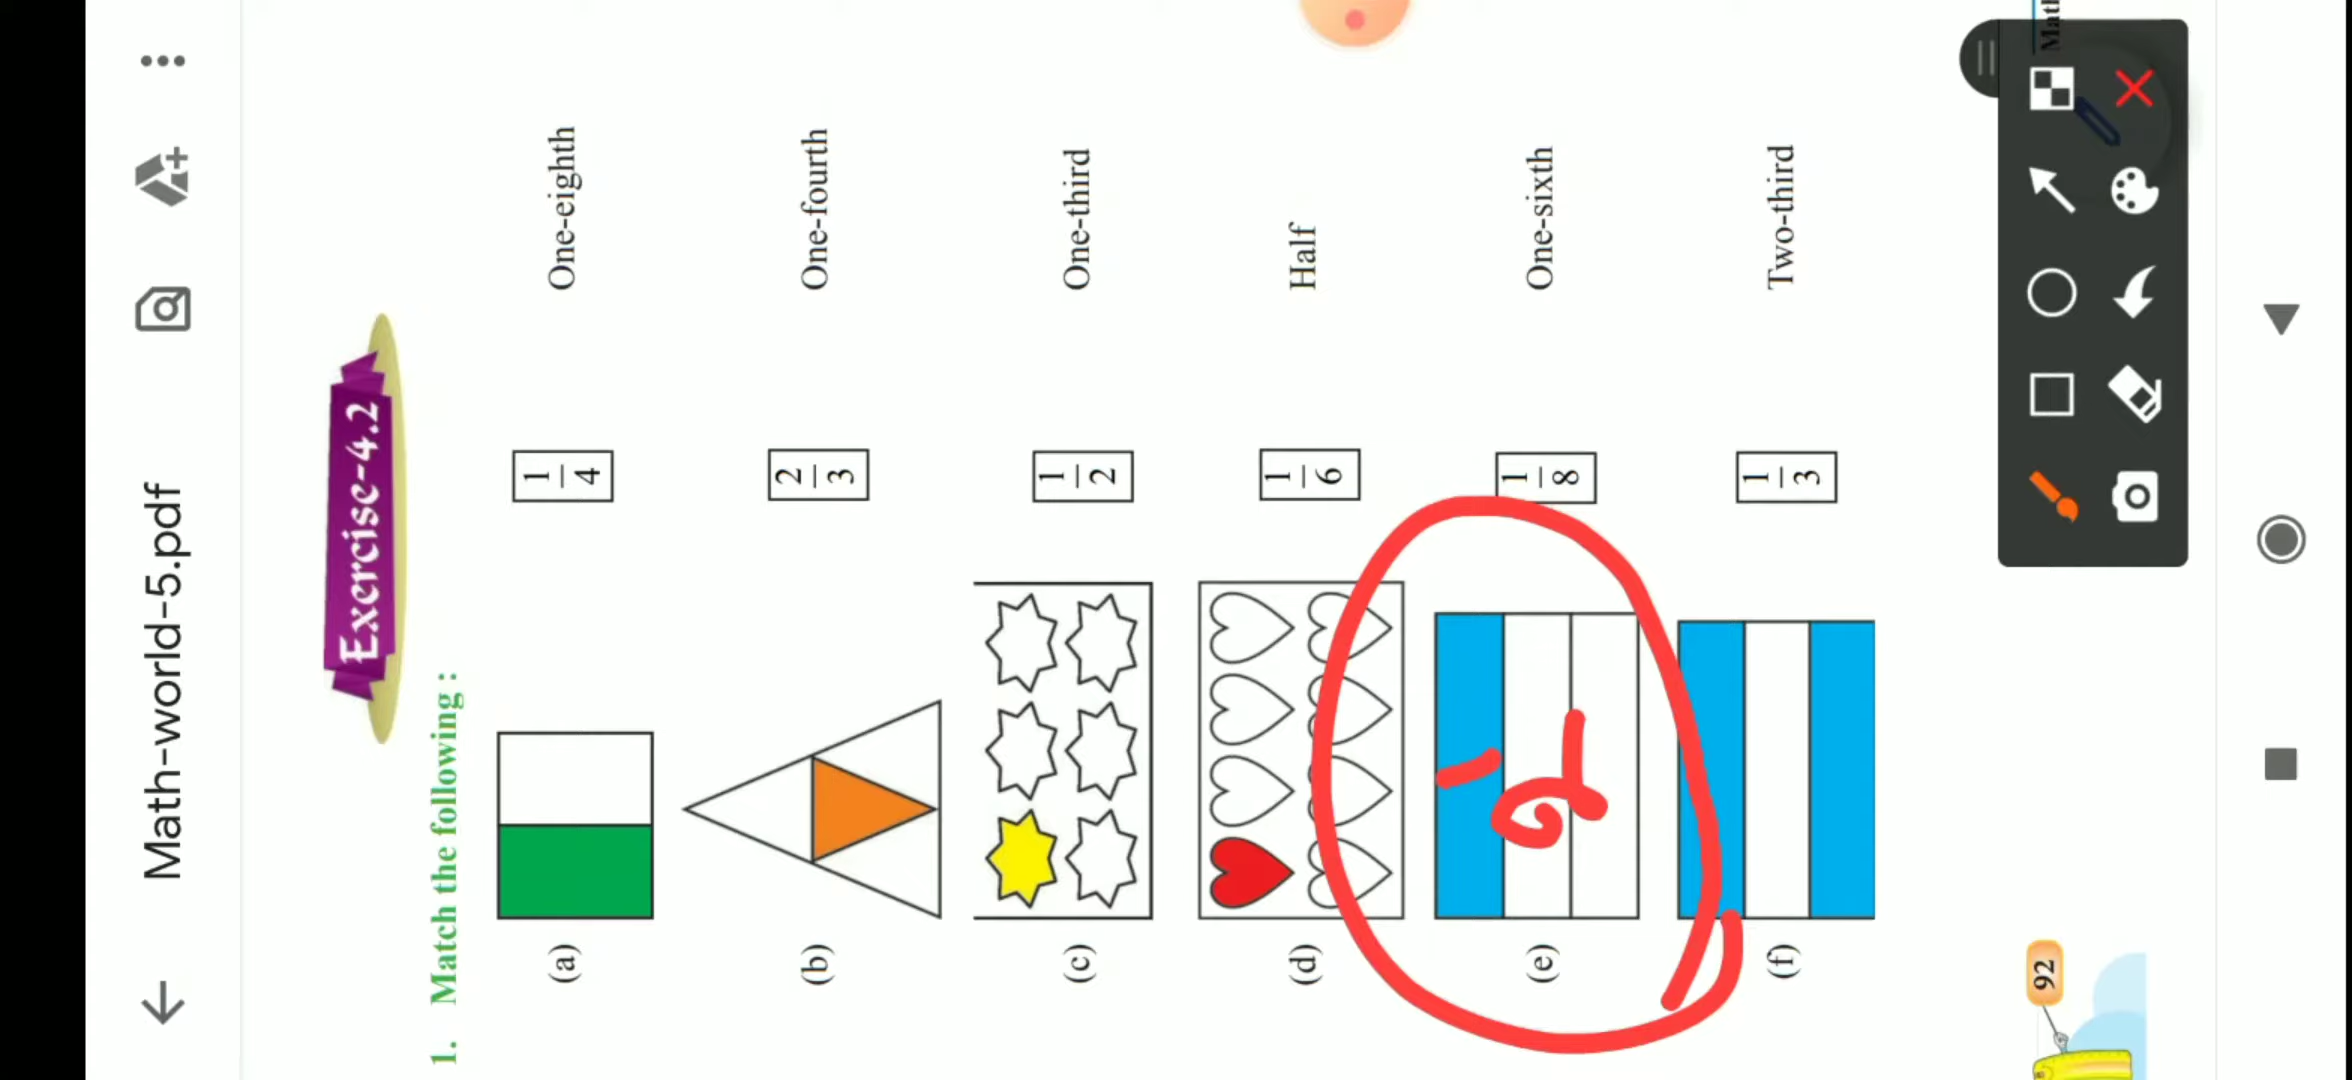 Math-world-5.pdf
Exercise-4.2
1. Match the following :
(a) 1/4 One-eighth
(b) 2/3 One-fourth
(c) 1/2 One-third
(d) 1/6 Half
(e) 1/8 One-sixth
(f) 1/3 Two-third
92
Math